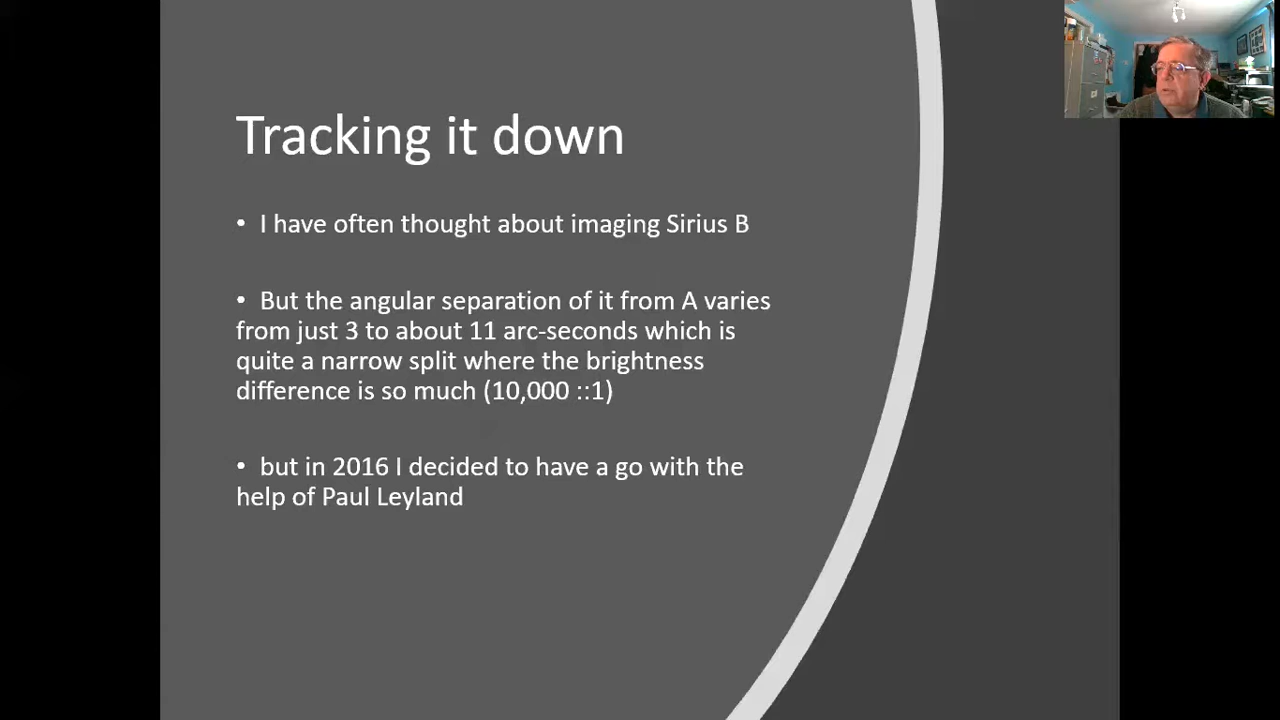 Tracking it down
• I have often thought about imaging Sirius B
• But the angular separation of it from A varies
from just 3 to about 11 arc-seconds which is
quite a narrow split where the brightness
difference is so much (10,000 ::1)
• but in 2016 I decided to have a go with the
help of Paul Leyland